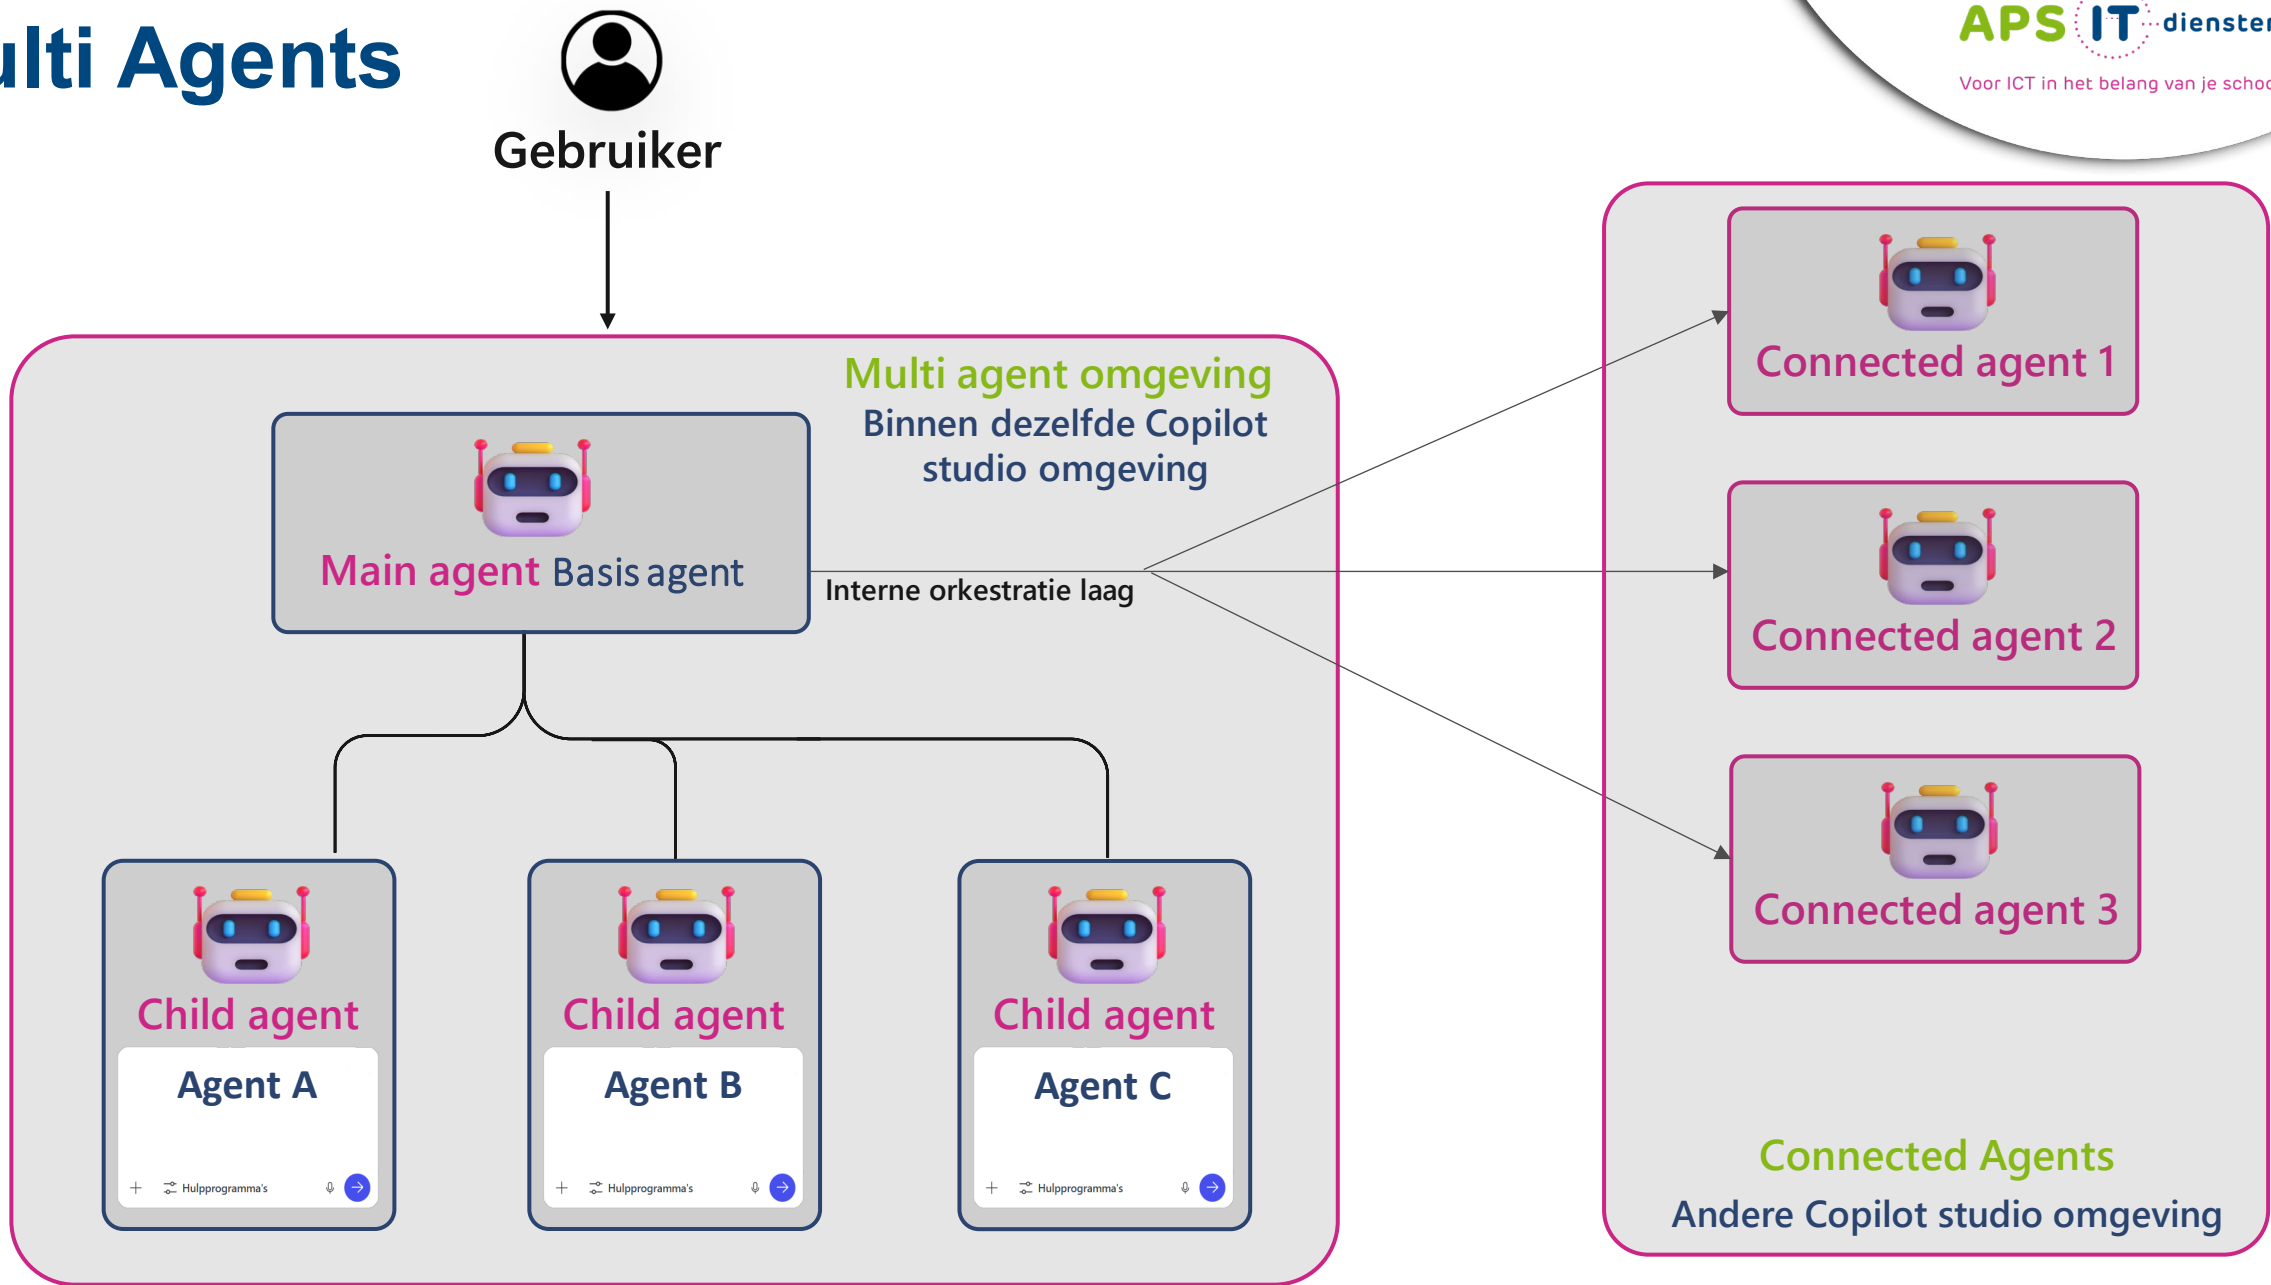 ulti Agents
APS IT diensten
Voor ICT in het belang van je school
Gebruiker
Multi agent omgeving
Binnen dezelfde Copilot
studio omgeving
Main agent Basis agent
Interne orkestratie laag
Child agent
Agent A
Hulpprogramma's
Child agent
Agent B
Hulpprogramma's
Child agent
Agent C
Hulpprogramma's
Connected agent 1
Connected agent 2
Connected agent 3
Connected Agents
Andere Copilot studio omgeving